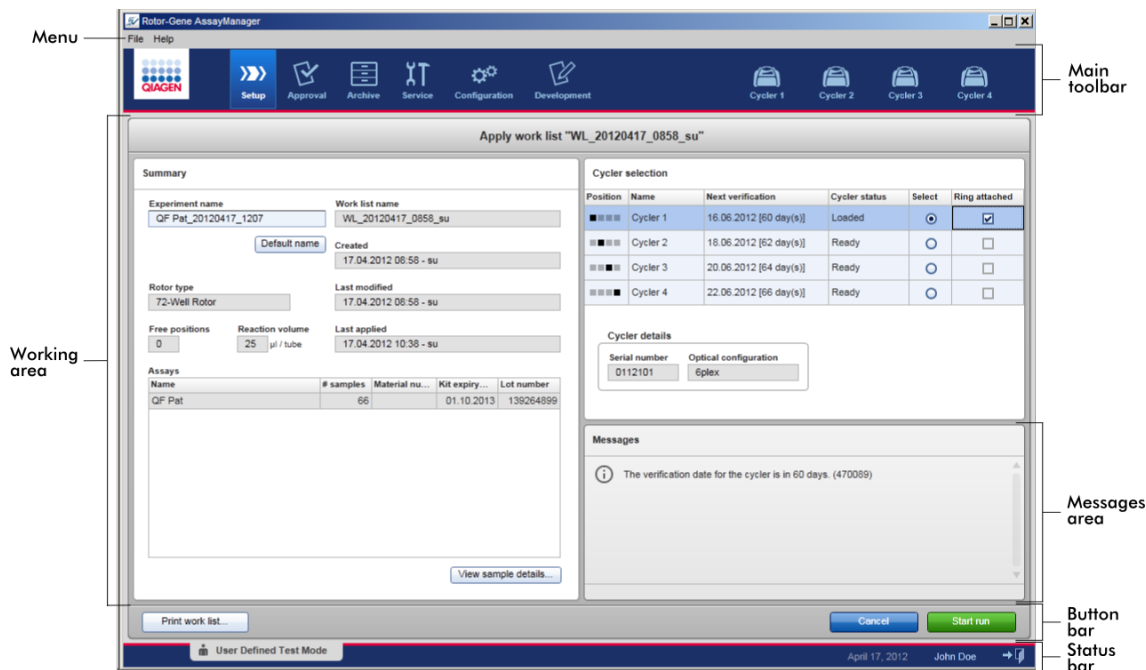 Rotor-Gene AssayManager
Menu
File Help
QIAGEN
Setup
Approval
Archive
Service
Configuration
Development
Cycler 1
Cycler 2
Cycler 3
Cycler 4
Main toolbar
Apply work list "WL_20120417_0858_su"
Working area
Summary
Experiment name
QF Pat_20120417_1207
Default name
Work list name
WL_20120417_0858_su
Created
17.04.2012 08:58 - su
Rotor type
72-Well Rotor
Last modified
17.04.2012 08:58 - su
Free positions
0
Reaction volume
25 µl / tube
Last applied
17.04.2012 10:38 - su
Assays
Name # samples Material nu... Kit expiry... Lot number
QF Pat 66 01.10.2013 139264899
View sample details...
Cycler selection
Position Name Next verification Cycler status Select Ring attached
Cycler 1 16.06.2012 [60 day(s)] Loaded
Cycler 2 18.06.2012 [62 day(s)] Ready
Cycler 3 20.06.2012 [64 day(s)] Ready
Cycler 4 22.06.2012 [66 day(s)] Ready
Cycler details
Serial number Optical configuration
0112101 6plex
Messages
The verification date for the cycler is in 60 days. (470089)
Messages area
Print work list...
Cancel
Start run
Button bar
User Defined Test Mode
April 17, 2012
John Doe
Status bar